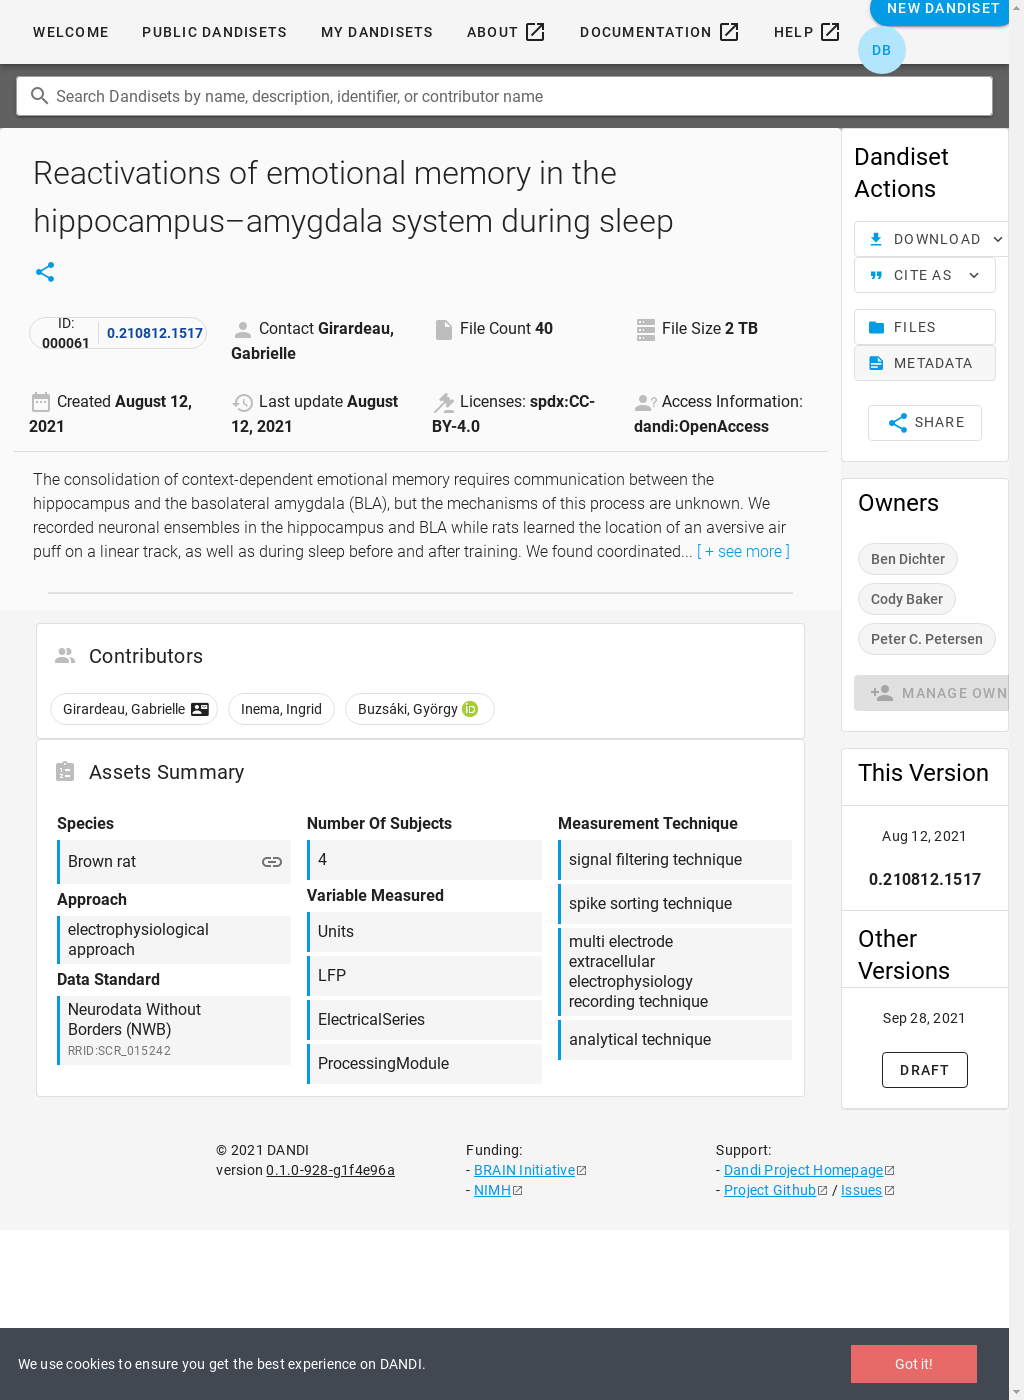 WELCOME PUBLIC DANDISETS MY DANDISETS ABOUT DOCUMENTATION HELP NEW DANDISET
DB
Search Dandisets by name, description, identifier, or contributor name
Reactivations of emotional memory in the
hippocampus–amygdala system during sleep
ID:
000061
0.210812.1517
Contact Girardeau,
Gabrielle
File Count 40
File Size 2 TB
Created August 12,
2021
Last update August
12, 2021
Licenses: spdx:CC-
BY-4.0
Access Information:
dandi:OpenAccess
The consolidation of context-dependent emotional memory requires communication between the
hippocampus and the basolateral amygdala (BLA), but the mechanisms of this process are unknown. We
recorded neuronal ensembles in the hippocampus and BLA while rats learned the location of an aversive air
puff on a linear track, as well as during sleep before and after training. We found coordinated... [ + see more ]
Contributors
Girardeau, Gabrielle
Inema, Ingrid
Buzsáki, György
Assets Summary
Species
Brown rat
Approach
electrophysiological
approach
Data Standard
Neurodata Without
Borders (NWB)
RRID:SCR_015242
Number Of Subjects
4
Variable Measured
Units
LFP
ElectricalSeries
ProcessingModule
Measurement Technique
signal filtering technique
spike sorting technique
multi electrode
extracellular
electrophysiology
recording technique
analytical technique
Dandiset
Actions
DOWNLOAD
CITE AS
FILES
METADATA
SHARE
Owners
Ben Dichter
Cody Baker
Peter C. Petersen
MANAGE OWN
This Version
Aug 12, 2021
0.210812.1517
Other
Versions
Sep 28, 2021
DRAFT
© 2021 DANDI
version 0.1.0-928-g1f4e96a
Funding:
- BRAIN Initiative
- NIMH
Support:
- Dandi Project Homepage
- Project Github / Issues
We use cookies to ensure you get the best experience on DANDI.
Got it!